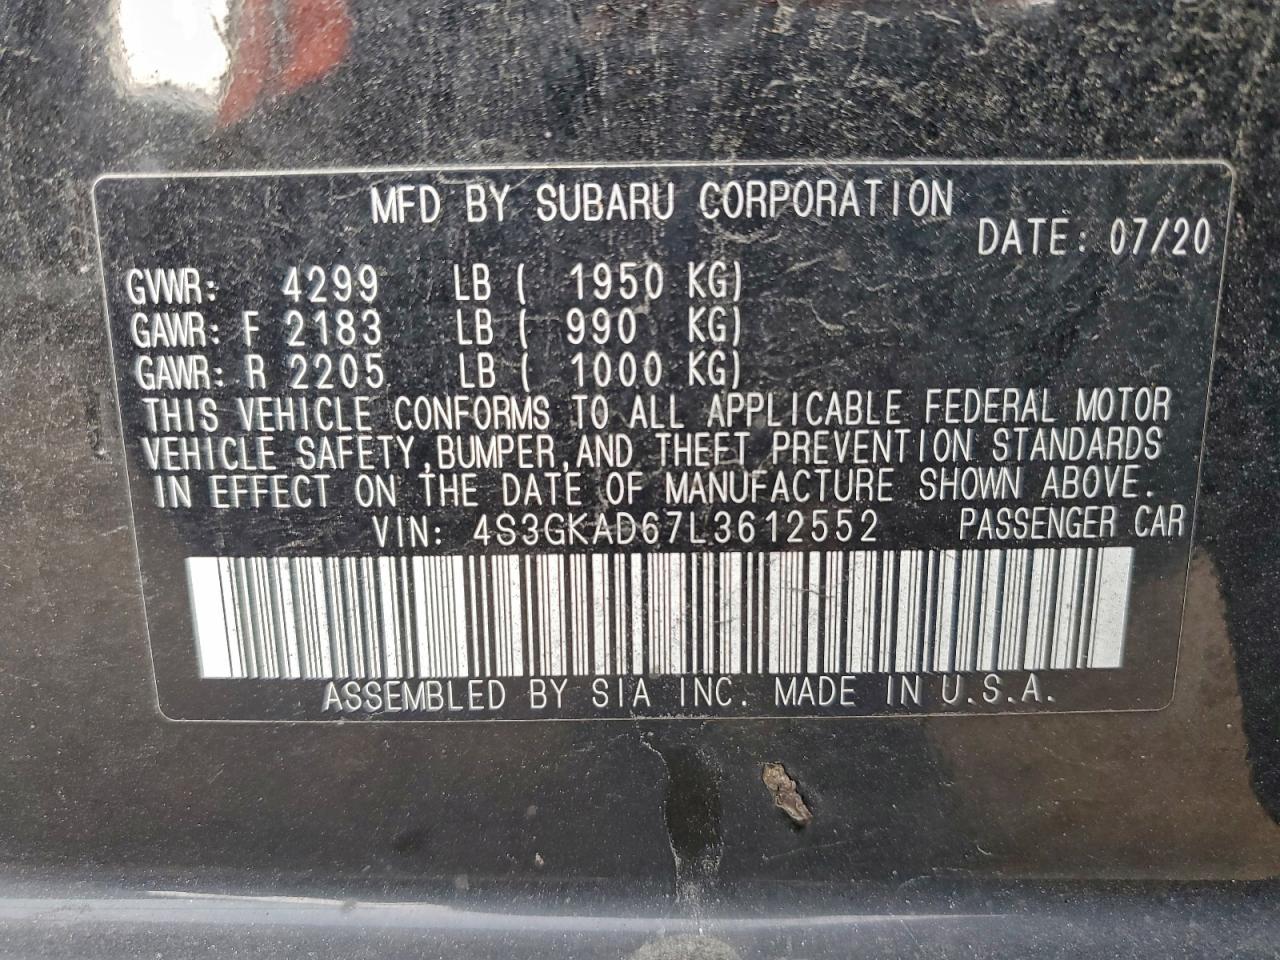 MFD BY SUBARU CORPORATION
DATE: 07/20
GVWR: 4299 LB ( 1950 KG)
GAWR: F 2183 LB ( 990 KG)
GAWR: R 2205 LB ( 1000 KG)
THIS VEHICLE CONFORMS TO ALL APPLICABLE FEDERAL MOTOR
VEHICLE SAFETY,BUMPER,AND THEFT PREVENTION STANDARDS
IN EFFECT ON THE DATE OF MANUFACTURE SHOWN ABOVE.
VIN: 4S3GKAD67L3612552 PASSENGER CAR
ASSEMBLED BY SIA INC. MADE IN U.S.A.